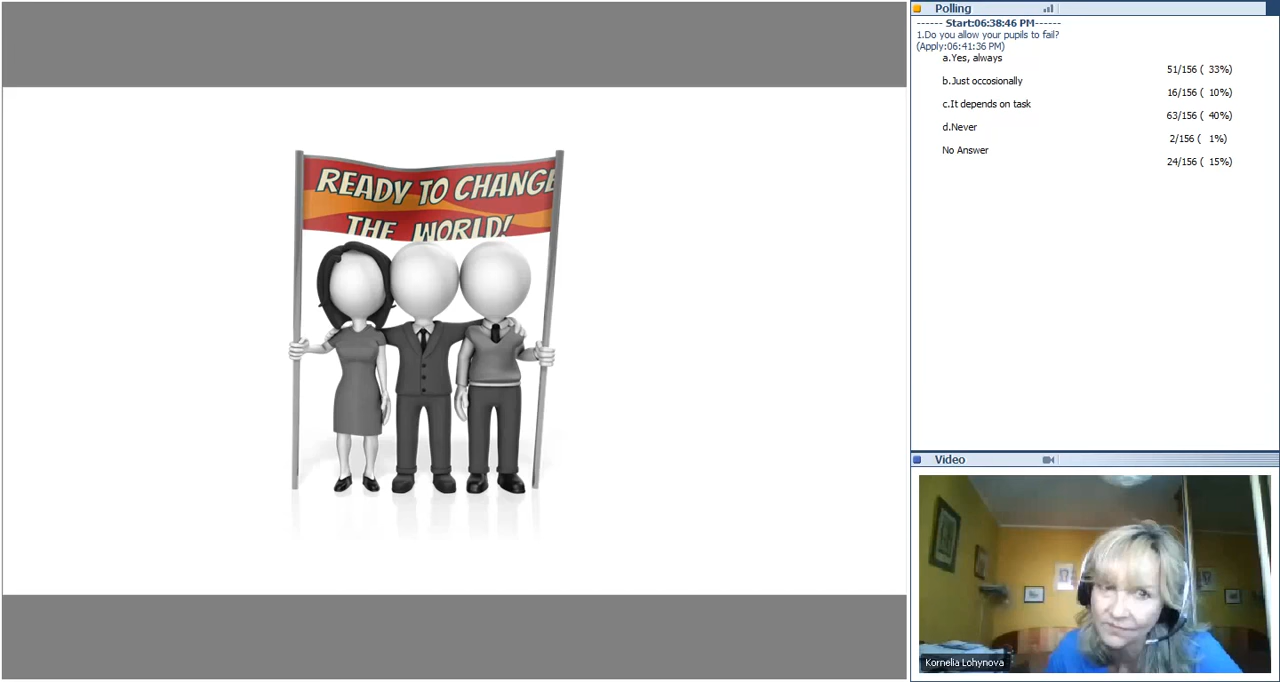 READY TO CHANGE
THE WORLD!
Polling
------ Start:06:38:46 PM------
1.Do you allow your pupils to fail?
(Apply:06:41:36 PM)
a.Yes, always
51/156 ( 33%)
b.Just occosionally
16/156 ( 10%)
c.It depends on task
63/156 ( 40%)
d.Never
2/156 ( 1%)
No Answer
24/156 ( 15%)
Video
Kornelia Lohynova